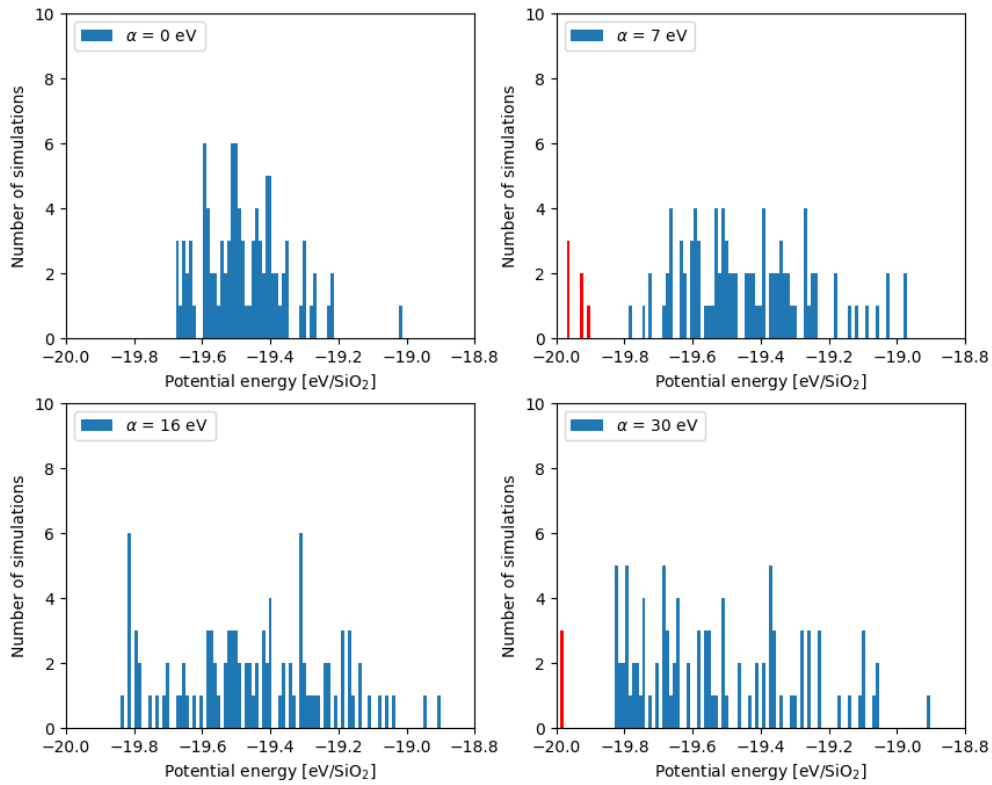 10
8
6
4
2
0
Number of simulations
α = 0 eV
−20.0 −19.8 −19.6 −19.4 −19.2 −19.0 −18.8
Potential energy [eV/SiO₂]
10
8
6
4
2
0
Number of simulations
α = 7 eV
−20.0 −19.8 −19.6 −19.4 −19.2 −19.0 −18.8
Potential energy [eV/SiO₂]
10
8
6
4
2
0
Number of simulations
α = 16 eV
−20.0 −19.8 −19.6 −19.4 −19.2 −19.0 −18.8
Potential energy [eV/SiO₂]
10
8
6
4
2
0
Number of simulations
α = 30 eV
−20.0 −19.8 −19.6 −19.4 −19.2 −19.0 −18.8
Potential energy [eV/SiO₂]